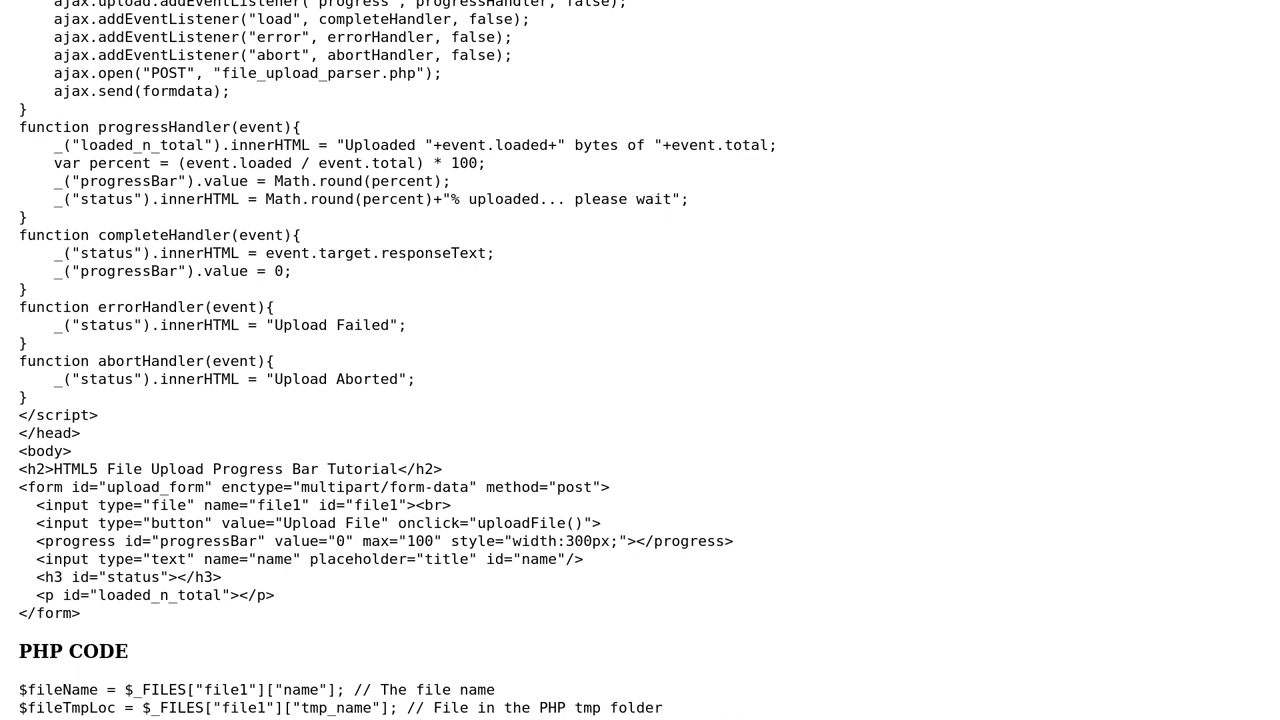 ajax.upload.addEventListener("progress", progressHandler, false);
ajax.addEventListener("load", completeHandler, false);
ajax.addEventListener("error", errorHandler, false);
ajax.addEventListener("abort", abortHandler, false);
ajax.open("POST", "file_upload_parser.php");
ajax.send(formdata);
}
function progressHandler(event){
_("loaded_n_total").innerHTML = "Uploaded "+event.loaded+" bytes of "+event.total;
var percent = (event.loaded / event.total) * 100;
_("progressBar").value = Math.round(percent);
_("status").innerHTML = Math.round(percent)+"% uploaded... please wait";
}
function completeHandler(event){
_("status").innerHTML = event.target.responseText;
_("progressBar").value = 0;
}
function errorHandler(event){
_("status").innerHTML = "Upload Failed";
}
function abortHandler(event){
_("status").innerHTML = "Upload Aborted";
}
</script>
</head>
<body>
<h2>HTML5 File Upload Progress Bar Tutorial</h2>
<form id="upload_form" enctype="multipart/form-data" method="post">
<input type="file" name="file1" id="file1"><br>
<input type="button" value="Upload File" onclick="uploadFile()">
<progress id="progressBar" value="0" max="100" style="width:300px;"></progress>
<input type="text" name="name" placeholder="title" id="name"/>
<h3 id="status"></h3>
<p id="loaded_n_total"></p>
</form>
PHP CODE
$fileName = $_FILES["file1"]["name"]; // The file name
$fileTmpLoc = $_FILES["file1"]["tmp_name"]; // File in the PHP tmp folder